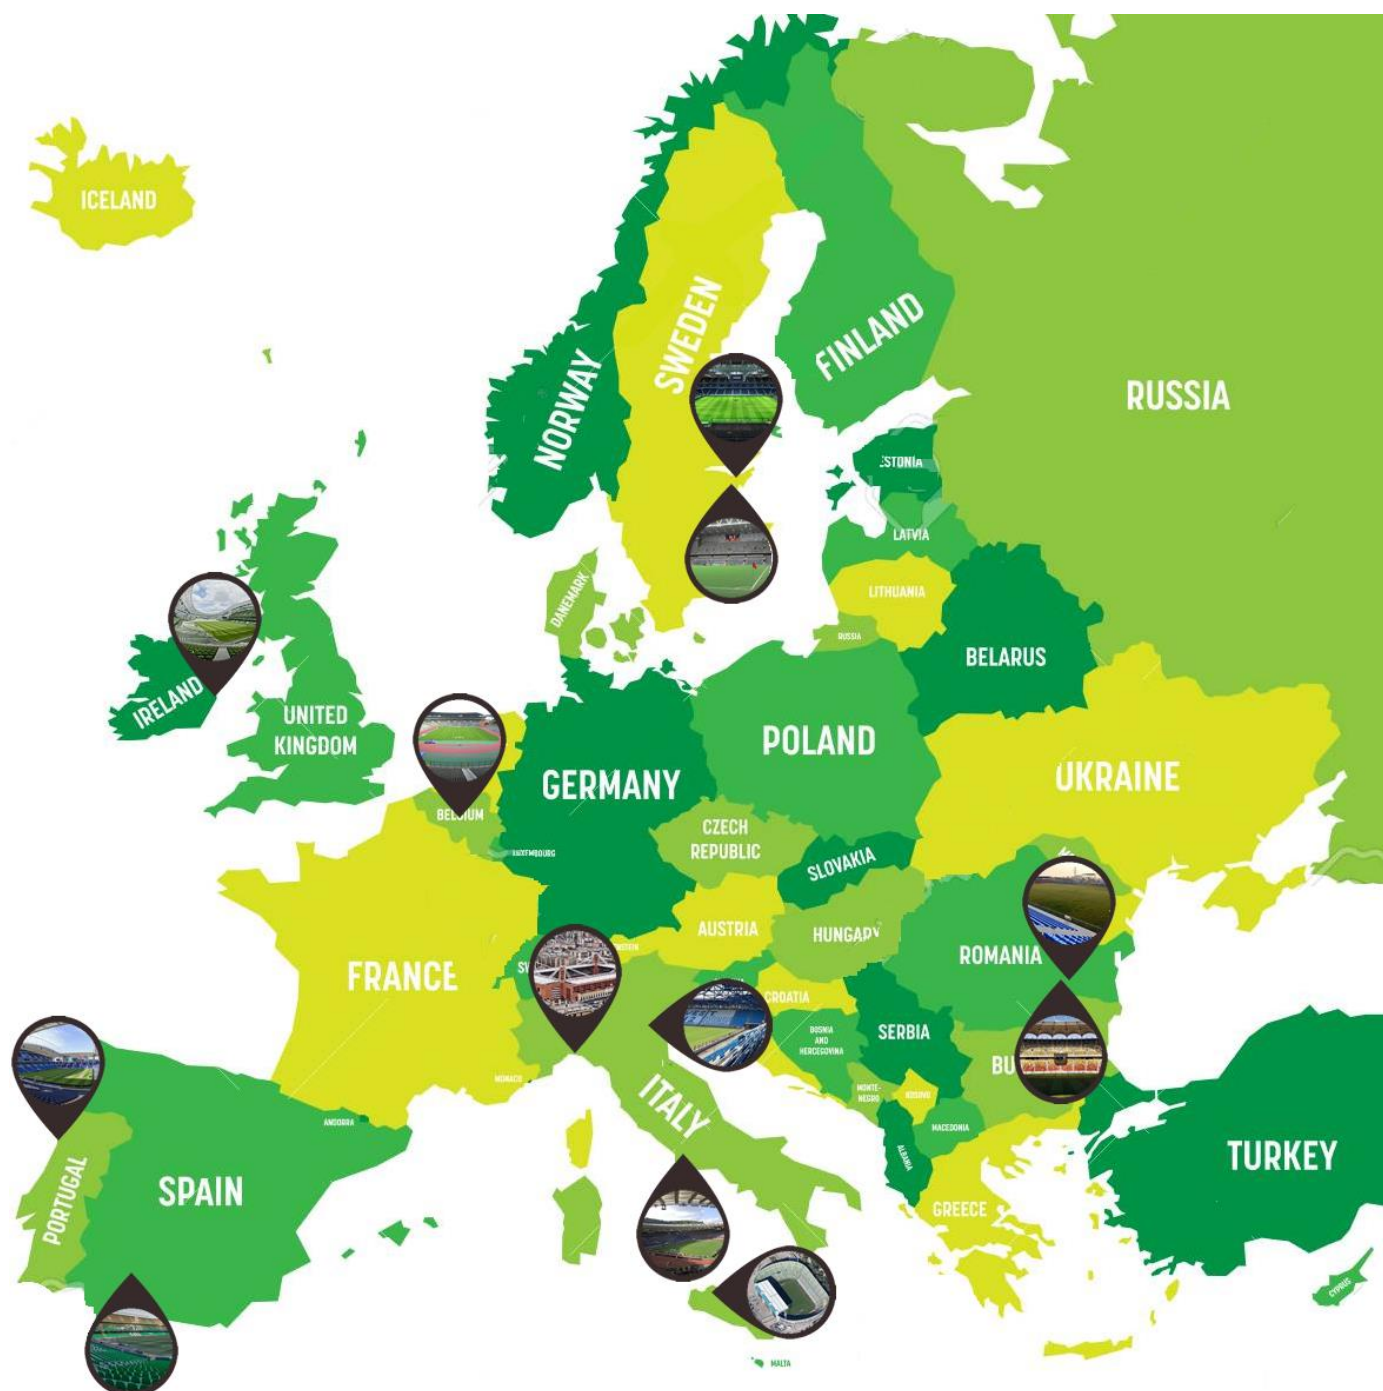 ICELAND
SWEDEN
FINLAND
NORWAY
RUSSIA
ESTONIA
LATVIA
LITHUANIA
DANEMARK
RUSSIA
BELARUS
IRELAND
UNITED
KINGDOM
POLAND
GERMANY
UKRAINE
BELGIUM
CZECH
REPUBLIC
LUXEMBOURG
SLOVAKIA
AUSTRIA
HUNGARY
ROMANIA
FRANCE
CROATIA
SERBIA
BOSNIA
AND
HERCEGOVINA
BU
MONACO
MONTE-
NEGRO
KOSOVO
ITALY
ANDORRA
MACEDONIA
ALBANIA
TURKEY
PORTUGAL
SPAIN
GREECE
CYPRUS
MALTA